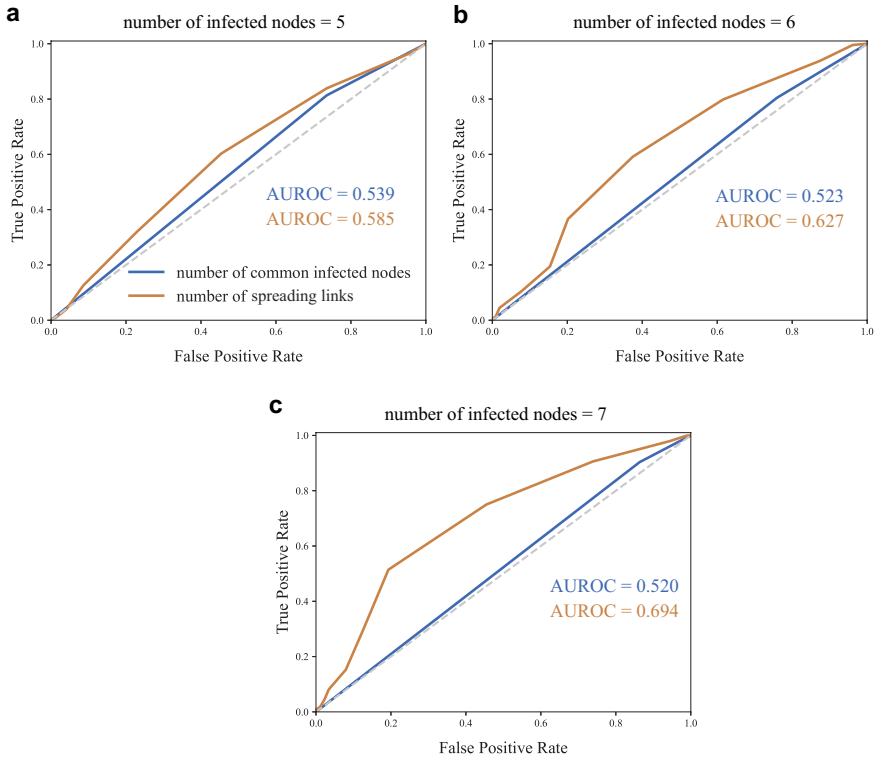 a
number of infected nodes = 5
1.0
0.8
0.6
0.4
0.2
0.0
True Positive Rate
AUROC = 0.539
AUROC = 0.585
number of common infected nodes
number of spreading links
0.0 0.2 0.4 0.6 0.8 1.0
False Positive Rate
b
number of infected nodes = 6
1.0
0.8
0.6
0.4
0.2
0.0
True Positive Rate
AUROC = 0.523
AUROC = 0.627
0.0 0.2 0.4 0.6 0.8 1.0
False Positive Rate
c
number of infected nodes = 7
1.0
0.8
0.6
0.4
0.2
0.0
True Positive Rate
AUROC = 0.520
AUROC = 0.694
0.0 0.2 0.4 0.6 0.8 1.0
False Positive Rate